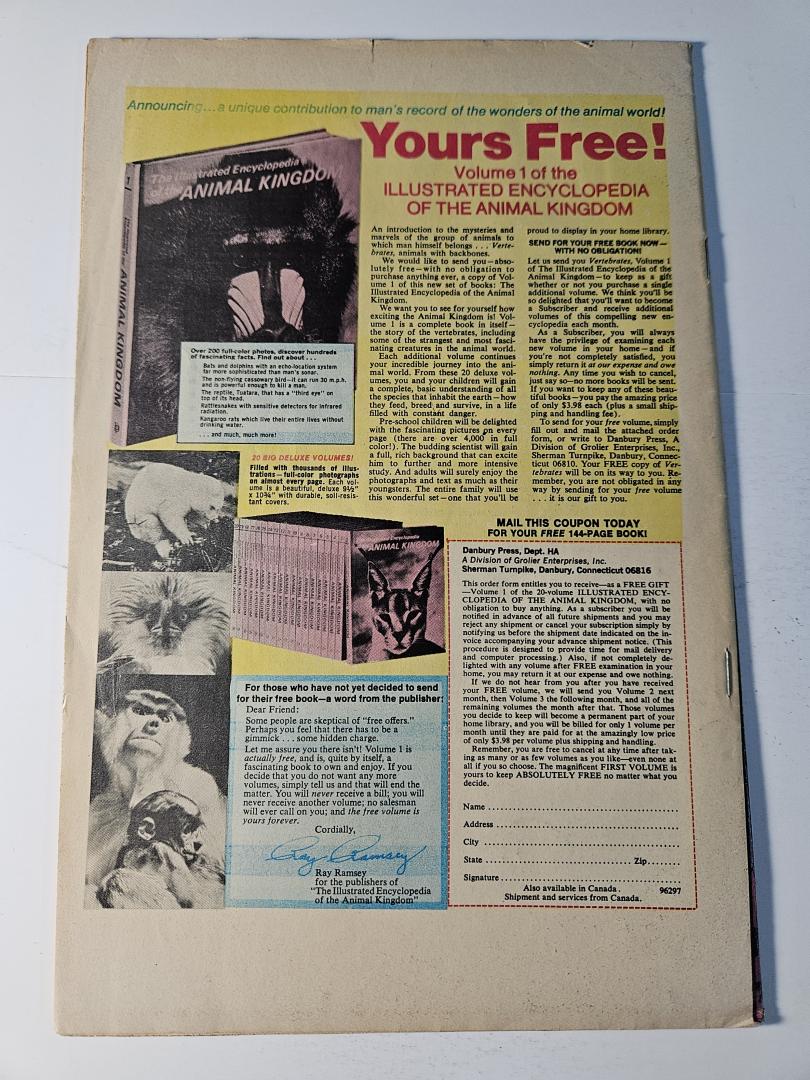 Announcing...a unique contribution to man's record of the wonders of the animal world!
Yours Free!
Volume 1 of the
ILLUSTRATED ENCYCLOPEDIA
OF THE ANIMAL KINGDOM
The Illustrated Encyclopedia
of the ANIMAL KINGDOM
1
ANIMAL KINGDOM
Over 200 full-color photos, discover hundreds
of fascinating facts. Find out about . . .
Bats and dolphins with an echo-location system
far more sophisticated than man's sonar.
The non-flying cassowary bird—it can run 30 m.p.h.
and is powerful enough to kill a man.
The reptile, Tuatara, that has a "third eye" on
top of its head.
Rattlesnakes with sensitive detectors for infrared
radiation.
Kangaroo rats which live their entire lives without
drinking water.
. . . and much, much more!
20 BIG DELUXE VOLUMES!
Filled with thousands of illus-
trations—full-color photographs
on almost every page. Each vol-
ume is a beautiful, deluxe 9½"
x 10¾" with durable, soil-resis-
tant covers.
An introduction to the mysteries and
marvels of the group of animals to
which man himself belongs . . . Verte-
brates, animals with backbones.
We would like to send you—abso-
lutely free—with no obligation to
purchase anything ever, a copy of Vol-
ume 1 of this new set of books: The
Illustrated Encyclopedia of the Animal
Kingdom.
We want you to see for yourself how
exciting the Animal Kingdom is! Vol-
ume 1 is a complete book in itself—
the story of the vertebrates, including
some of the strangest and most fasci-
nating creatures in the animal world.
Each additional volume continues
your incredible journey into the ani-
mal world. From these 20 deluxe vol-
umes, you and your children will gain
a complete, basic understanding of all
the species that inhabit the earth—how
they feed, breed and survive, in a life
filled with constant danger.
Pre-school children will be delighted
with the fascinating pictures on every
page (there are over 4,000 in full
color!). The budding scientist will gain
a full, rich background that can excite
him to further and more intensive
study. And adults will surely enjoy the
photographs and text as much as their
youngsters. The entire family will use
this wonderful set—one that you'll be
proud to display in your home library.
SEND FOR YOUR FREE BOOK NOW—
WITH NO OBLIGATION!
Let us send you Vertebrates, Volume 1
of The Illustrated Encyclopedia of the
Animal Kingdom—to keep as a gift
whether or not you purchase a single
additional volume. We think you'll be
so delighted that you'll want to become
a Subscriber and receive additional
volumes of this compelling new en-
cyclopedia each month.
As a Subscriber, you will always
have the privilege of examining each
new volume in your home—and if
you're not completely satisfied, you
simply return it at our expense and owe
nothing. Any time you wish to cancel,
just say so—no more books will be sent.
If you want to keep any of these beau-
tiful books—you pay the amazing price
of only $3.98 each (plus a small ship-
ping and handling fee).
To send for your free volume, simply
fill out and mail the attached order
form, or write to Danbury Press, A
Division of Grolier Enterprises, Inc.,
Sherman Turnpike, Danbury, Connec-
ticut 06810. Your FREE copy of Ver-
tebrates will be on its way to you. Re-
member, you are not obligated in any
way by sending for your free volume
. . . it is our gift to you.
ANIMAL KINGDOM
For those who have not yet decided to send
for their free book—a word from the publisher:
Dear Friend:
Some people are skeptical of "free offers."
Perhaps you feel that there has to be a
gimmick . . . some hidden charge.
Let me assure you there isn't! Volume 1 is
actually free, and is, quite by itself, a
fascinating book to own and enjoy. If you
decide that you do not want any more
volumes, simply tell us and that will end the
matter. You will never receive a bill; you will
never receive another volume; no salesman
will ever call on you; and the free volume is
yours forever.
Cordially,
Ray Ramsey
Ray Ramsey
for the publishers of
"The Illustrated Encyclopedia
of the Animal Kingdom"
MAIL THIS COUPON TODAY
FOR YOUR FREE 144-PAGE BOOK!
Danbury Press, Dept. HA
A Division of Grolier Enterprises, Inc.
Sherman Turnpike, Danbury, Connecticut 06816
This order form entitles you to receive—as a FREE GIFT
—Volume 1 of the 20-volume ILLUSTRATED ENCY-
CLOPEDIA OF THE ANIMAL KINGDOM, with no
obligation to buy anything. As a subscriber you will be
notified in advance of all future shipments and you may
reject any shipment or cancel your subscription simply by
notifying us before the shipment date indicated on the in-
voice accompanying your advance shipment notice. (This
procedure is designed to provide time for mail delivery
and computer processing.) Also, if not completely de-
lighted with any volume after FREE examination in your
home, you may return it at our expense and owe nothing.
If we do not hear from you after you have received
your FREE volume, we will send you Volume 2 next
month, then Volume 3 the following month, and all of the
remaining volumes the month after that. Those volumes
you decide to keep will become a permanent part of your
home library, and you will be billed for only 1 volume per
month until they are paid for at the amazingly low price
of only $3.98 per volume plus shipping and handling.
Remember, you are free to cancel at any time after tak-
ing as many or as few volumes as you like—even none at
all if you so choose. The magnificent FIRST VOLUME is
yours to keep ABSOLUTELY FREE no matter what you
decide.
Name
Address
City
State Zip
Signature
Also available in Canada. 96297
Shipment and services from Canada.